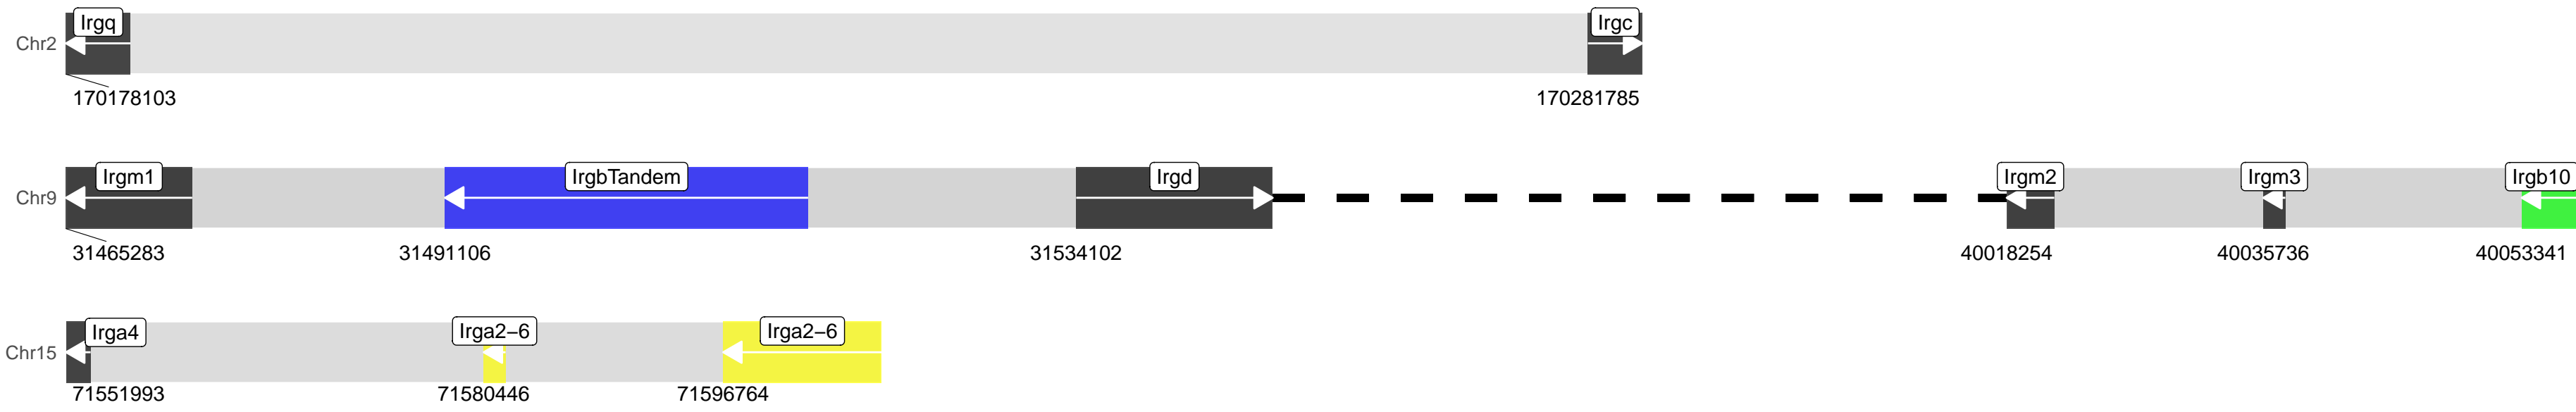 Irgq Irgc
Chr2
170178103 170281785
Irgm1 IrgbTandem Irgd Irgm2 Irgm3 Irgb10
Chr9
31465283 31491106 31534102 40018254 40035736 40053341
Irga4 Irga2−6 Irga2−6
Chr15
71551993 71580446 71596764